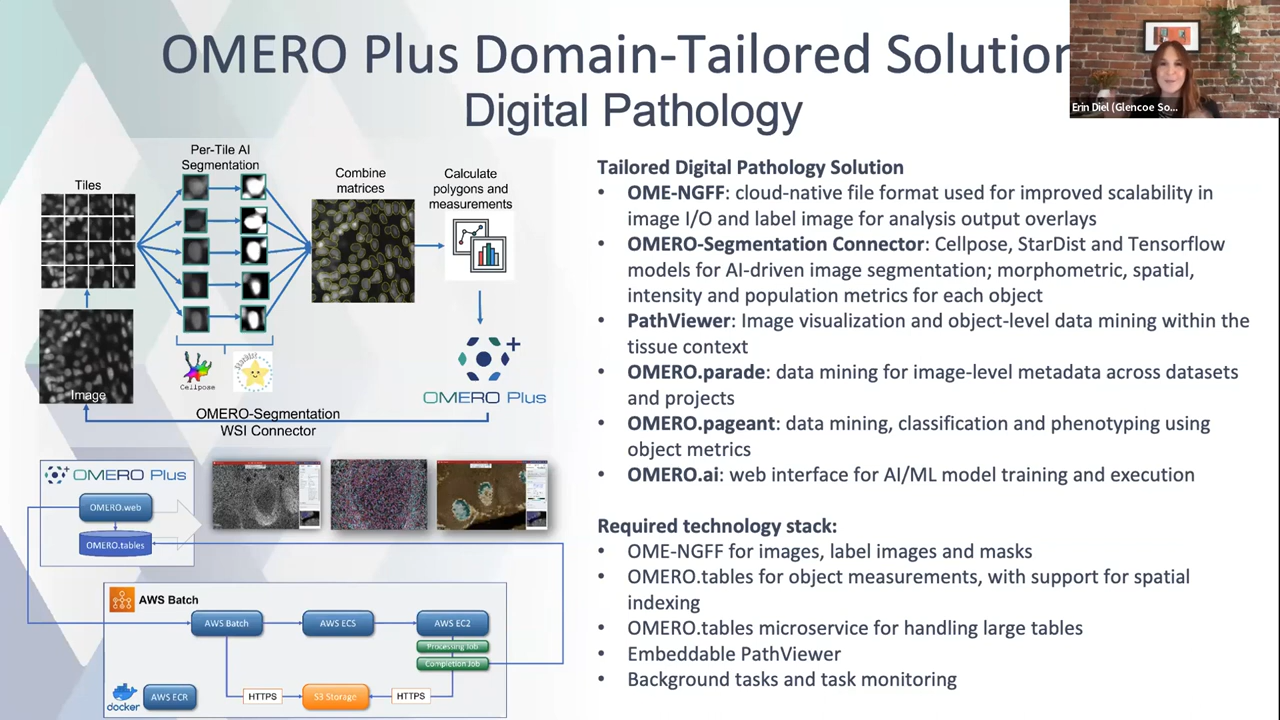 OMERO Plus Domain-Tailored Solution
Digital Pathology
Erin Diel (Glencoe So...
Per-Tile AI
Segmentation
Tiles
Combine
matrices
Calculate
polygons and
measurements
Image
Cellpose
OMERO Plus
OMERO-Segmentation
WSI Connector
OMERO Plus
OMERO.web
OMERO.tables
AWS Batch
AWS Batch
AWS ECS
AWS EC2
Processing Job
Completion Job
docker
AWS ECR
HTTPS
S3 Storage
HTTPS
Tailored Digital Pathology Solution
• OME-NGFF: cloud-native file format used for improved scalability in
image I/O and label image for analysis output overlays
• OMERO-Segmentation Connector: Cellpose, StarDist and Tensorflow
models for AI-driven image segmentation; morphometric, spatial,
intensity and population metrics for each object
• PathViewer: Image visualization and object-level data mining within the
tissue context
• OMERO.parade: data mining for image-level metadata across datasets
and projects
• OMERO.pageant: data mining, classification and phenotyping using
object metrics
• OMERO.ai: web interface for AI/ML model training and execution
Required technology stack:
• OME-NGFF for images, label images and masks
• OMERO.tables for object measurements, with support for spatial
indexing
• OMERO.tables microservice for handling large tables
• Embeddable PathViewer
• Background tasks and task monitoring